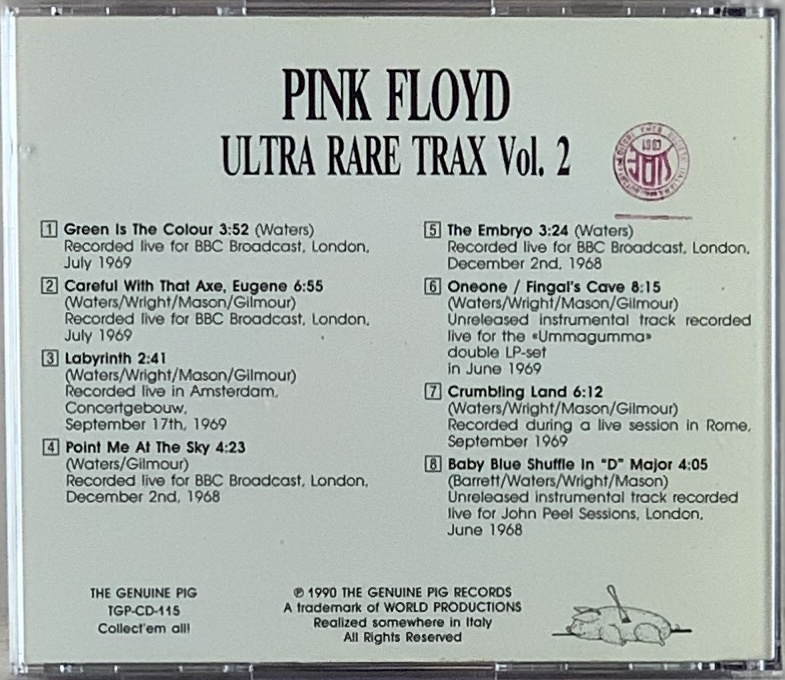 PINK FLOYD
ULTRA RARE TRAX Vol. 2
1 Green Is The Colour 3:52 (Waters)
Recorded live for BBC Broadcast, London,
July 1969
2 Careful With That Axe, Eugene 6:55
(Waters/Wright/Mason/Gilmour)
Recorded live for BBC Broadcast, London,
July 1969
3 Labyrinth 2:41
(Waters/Wright/Mason/Gilmour)
Recorded live in Amsterdam,
Concertgebouw,
September 17th, 1969
4 Point Me At The Sky 4:23
(Waters/Gilmour)
Recorded live for BBC Broadcast, London,
December 2nd, 1968
5 The Embryo 3:24 (Waters)
Recorded live for BBC Broadcast, London,
December 2nd, 1968
6 Oneone / Fingal's Cave 8:15
(Waters/Wright/Mason/Gilmour)
Unreleased instrumental track recorded
live for the «Ummagumma»
double LP-set
in June 1969
7 Crumbling Land 6:12
(Waters/Wright/Mason/Gilmour)
Recorded during a live session in Rome,
September 1969
8 Baby Blue Shuffle In "D" Major 4:05
(Barrett/Waters/Wright/Mason)
Unreleased instrumental track recorded
live for John Peel Sessions, London,
June 1968
THE GENUINE PIG
TGP-CD-115
Collect'em all!
℗ 1990 THE GENUINE PIG RECORDS
A trademark of WORLD PRODUCTIONS
Realized somewhere in Italy
All Rights Reserved